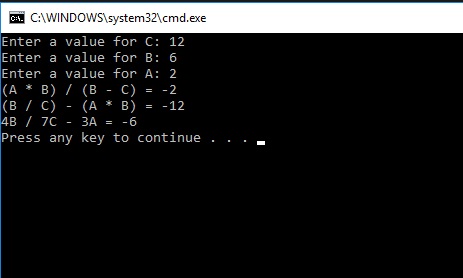 C:\WINDOWS\system32\cmd.exe
Enter a value for C: 12
Enter a value for B: 6
Enter a value for A: 2
(A * B) / (B - C) = -2
(B / C) - (A * B) = -12
4B / 7C - 3A = -6
Press any key to continue . . .